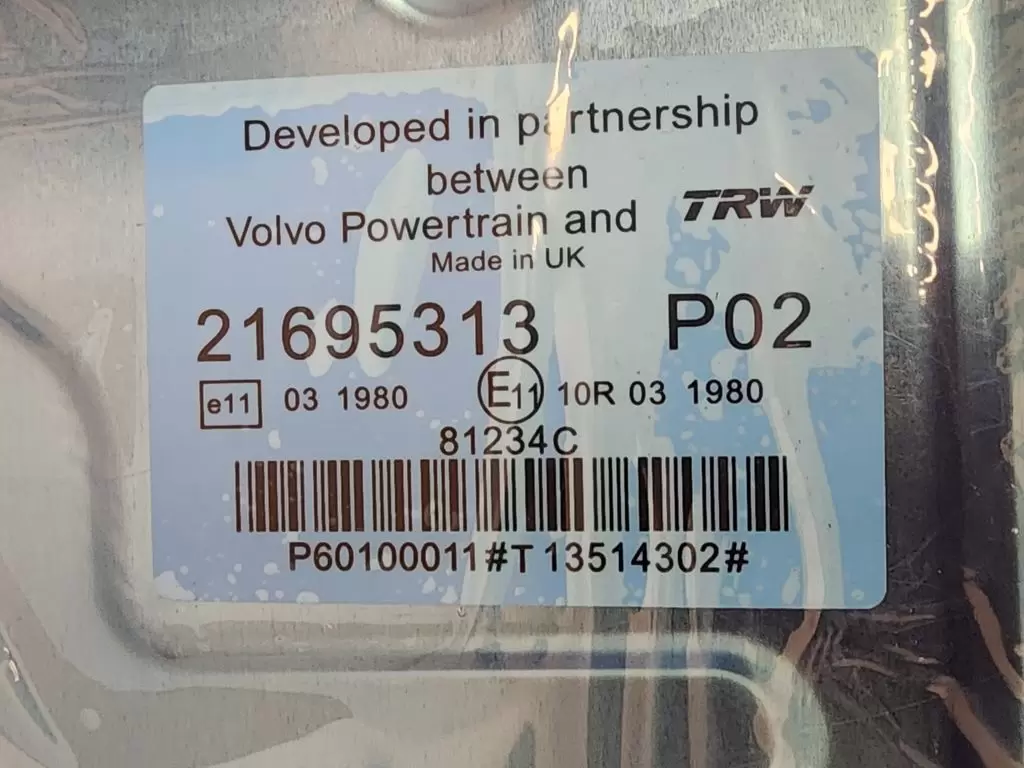 Developed in partnership
between
Volvo Powertrain and TRW
Made in UK
21695313 P02
e11 03 1980 E11 10R 03 1980
81234C
P60100011#T13514302#